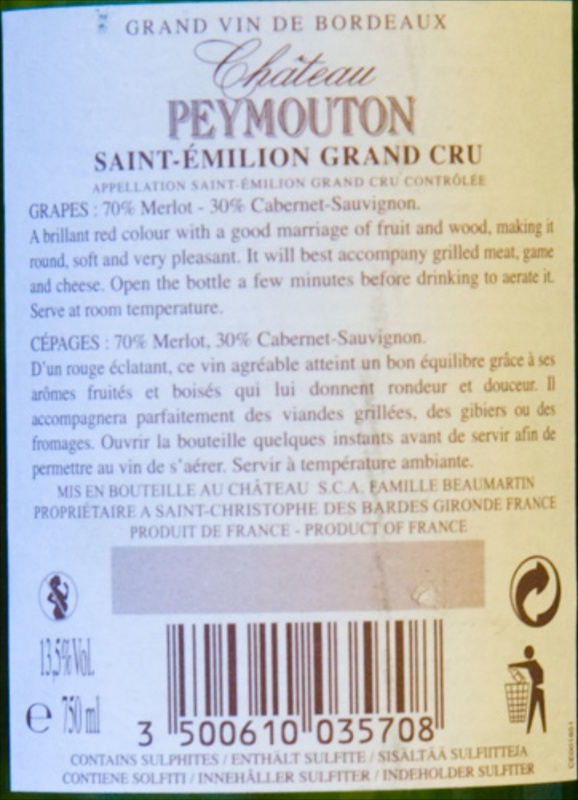 GRAND VIN DE BORDEAUX
Château
PEYMOUTON
SAINT-ÉMILION GRAND CRU
APPELLATION SAINT-ÉMILION GRAND CRU CONTRÔLÉE
GRAPES : 70% Merlot - 30% Cabernet-Sauvignon.
A brillant red colour with a good marriage of fruit and wood, making it
round, soft and very pleasant. It will best accompany grilled meat, game
and cheese. Open the bottle a few minutes before drinking to aerate it.
Serve at room temperature.
CÉPAGES : 70% Merlot, 30% Cabernet-Sauvignon.
D'un rouge éclatant, ce vin agréable atteint un bon équilibre grâce à ses
arômes fruités et boisés qui lui donnent rondeur et douceur. Il
accompagnera parfaitement des viandes grillées, des gibiers ou des
fromages. Ouvrir la bouteille quelques instants avant de servir afin de
permettre au vin de s'aérer. Servir à température ambiante.
MIS EN BOUTEILLE AU CHÂTEAU S.C.A. FAMILLE BEAUMARTIN
PROPRIÉTAIRE A SAINT-CHRISTOPHE DES BARDES GIRONDE FRANCE
PRODUIT DE FRANCE - PRODUCT OF FRANCE
13,5% Vol.
e 750 ml
3 500610 035708
CONTAINS SULPHITES / ENTHÄLT SULFITE / SISÄLTÄÄ SULFIITTEJA
CONTIENE SOLFITI / INNEHÅLLER SULFITER / INDEHOLDER SULFITER